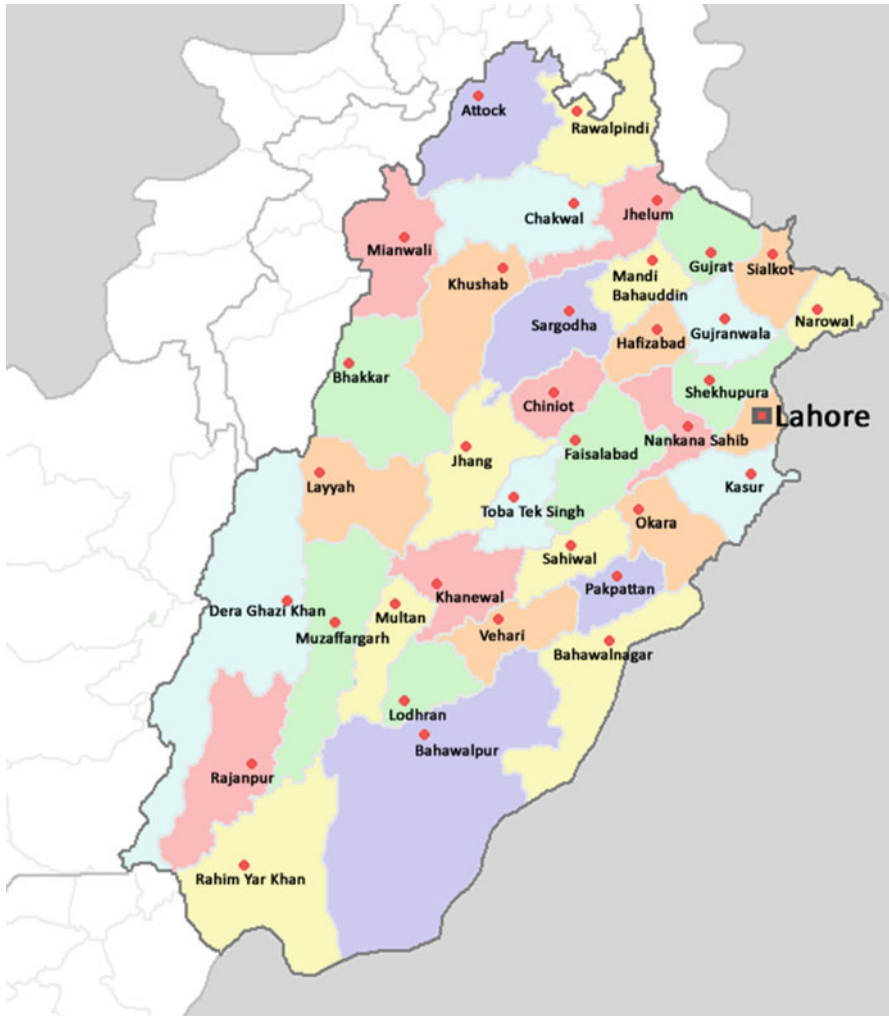 Attock
Rawalpindi
Chakwal
Jhelum
Mianwali
Gujrat
Sialkot
Khushab
Mandi
Bahauddin
Sargodha
Narowal
Hafizabad
Gujranwala
Bhakkar
Shekhupura
Chiniot
Lahore
Jhang
Faisalabad
Nankana Sahib
Layyah
Kasur
Toba Tek Singh
Okara
Sahiwal
Pakpattan
Khanewal
Dera Ghazi Khan
Multan
Muzaffargarh
Vehari
Bahawalnagar
Lodhran
Bahawalpur
Rajanpur
Rahim Yar Khan